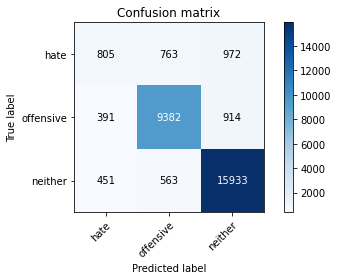 Confusion matrix
hate 805 763 972
offensive 391 9382 914
neither 451 563 15933
hate offensive neither
True label
Predicted label
14000
12000
10000
8000
6000
4000
2000